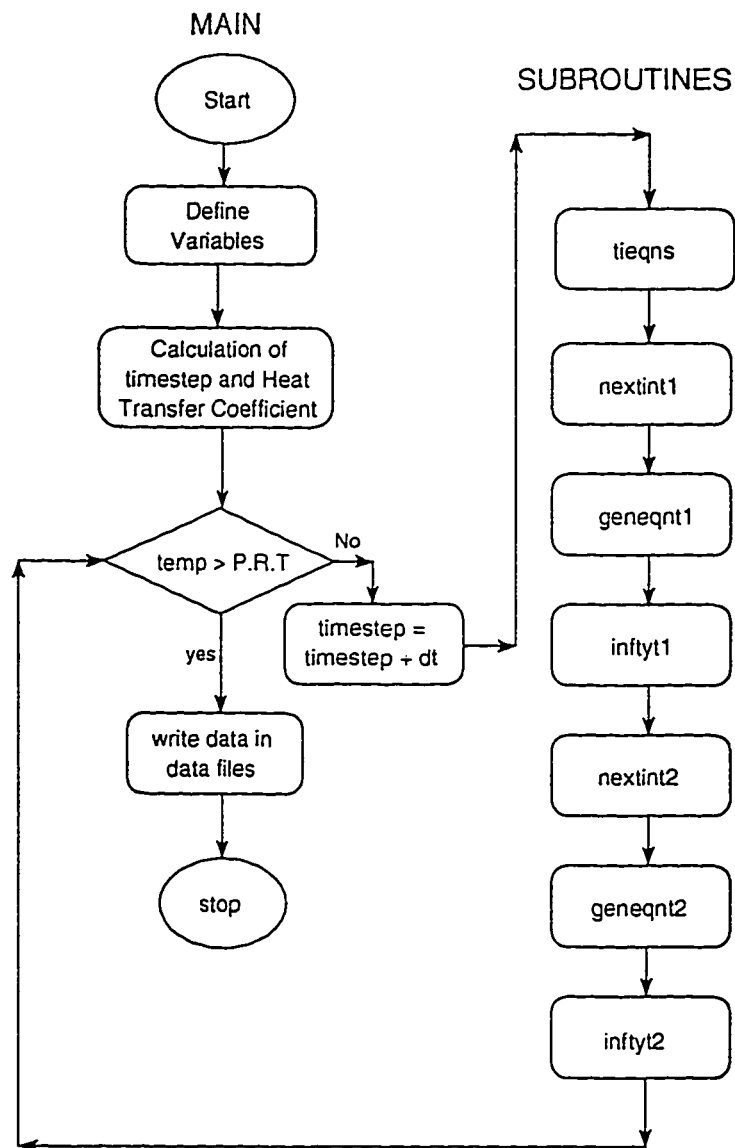 MAIN
Start
Define
Variables
Calculation of
timestep and Heat
Transfer Coefficient
temp > P.R.T
No
timestep =
timestep + dt
yes
write data in
data files
stop
SUBROUTINES
tieqns
nextint1
geneqnt1
inftyt1
nextint2
geneqnt2
inftyt2